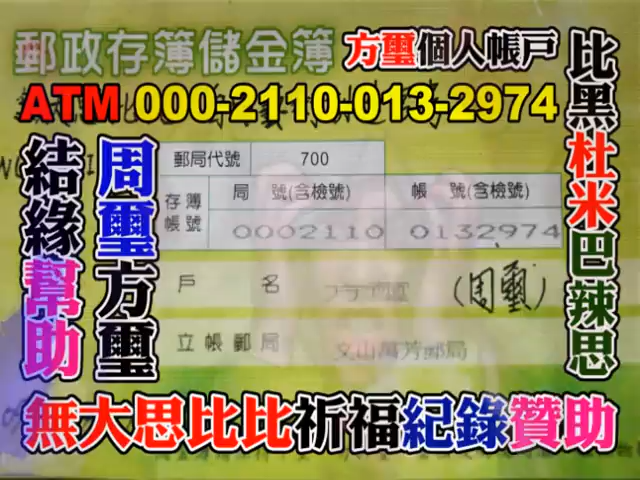 郵政存簿儲金簿 方璽個人帳戶
ATM 000-2110-013-2974
比黑杜米巴辣思
結緣幫助
周璽方璽
郵局代號 700
存簿帳號 局 號(含檢號) 帳 號(含檢號)
0002110 0132974
戶 名 方璽 (周璽)
立帳郵局 文山萬芳郵局
無大思比比祈福紀錄贊助